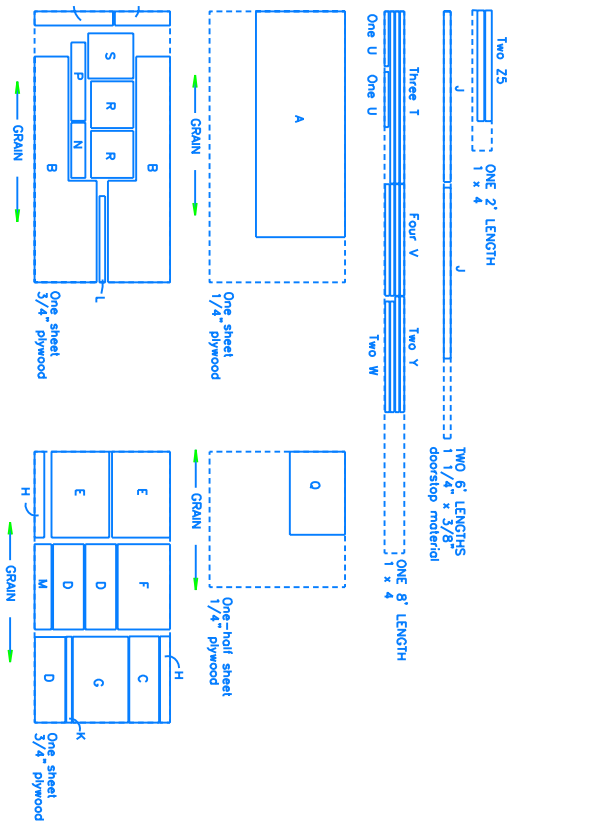 Two Z5
ONE 2' LENGTH
1 x 4
J
J
TWO 6' LENGTHS
1 1/4" x 3/8"
doorstop material
Three T
Four V
Two Y
One U
One U
Two W
ONE 8' LENGTH
1 x 4
A
GRAIN
One sheet
1/4" plywood
Q
GRAIN
One-half sheet
1/4" plywood
S
R
R
P
N
B
B
L
GRAIN
One sheet
3/4" plywood
E
E
H
F
D
D
M
H
C
G
D
K
GRAIN
One sheet
3/4" plywood